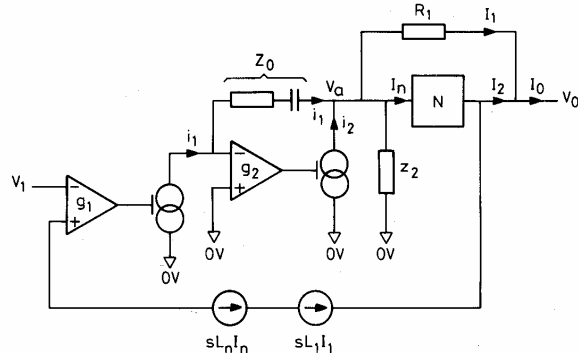 R₁
I₁
Z₀
Vₐ
Iₙ
N
I₂
I₀
V₀
i₁
i₁
i₂
g₂
z₂
V₁
g₁
−
+
−
+
0V
0V
0V
0V
sLₙIₙ
sL₁I₁